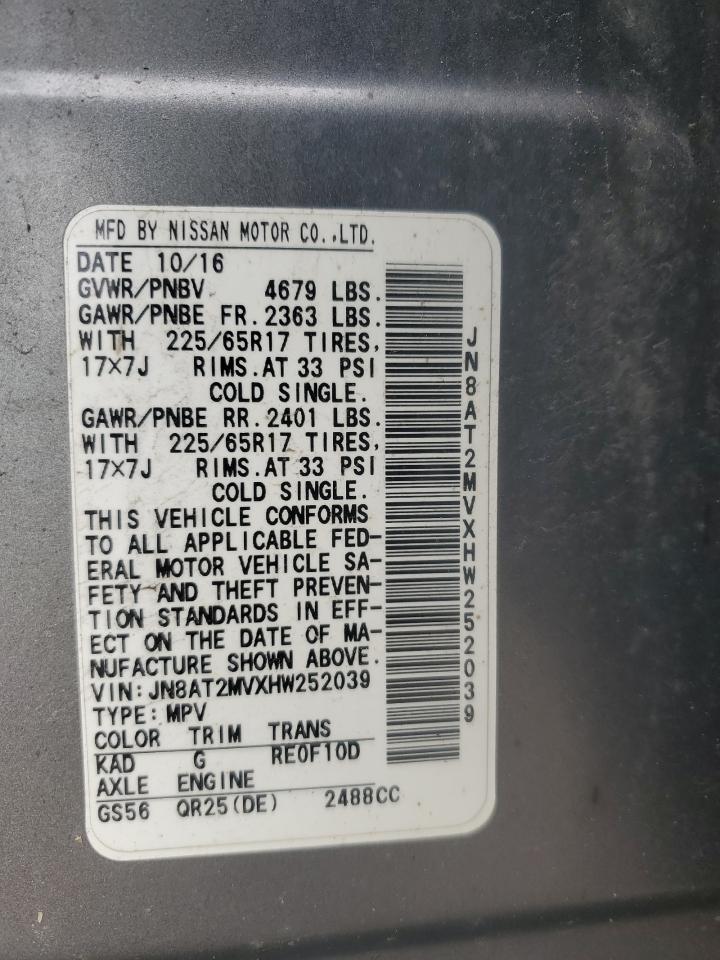 MFD BY NISSAN MOTOR CO.,LTD.
DATE 10/16
GVWR/PNBV 4679 LBS.
GAWR/PNBE FR.2363 LBS.
WITH 225/65R17 TIRES,
17×7J RIMS.AT 33 PSI
COLD SINGLE.
GAWR/PNBE RR.2401 LBS.
WITH 225/65R17 TIRES,
17×7J RIMS.AT 33 PSI
COLD SINGLE.
THIS VEHICLE CONFORMS
TO ALL APPLICABLE FED-
ERAL MOTOR VEHICLE SA-
FETY AND THEFT PREVEN-
TION STANDARDS IN EFF-
ECT ON THE DATE OF MA-
NUFACTURE SHOWN ABOVE.
VIN:JN8AT2MVXHW252039
TYPE:MPV
COLOR TRIM TRANS
KAD G RE0F10D
AXLE ENGINE
GS56 QR25(DE) 2488CC
JN8AT2MVXHW252039